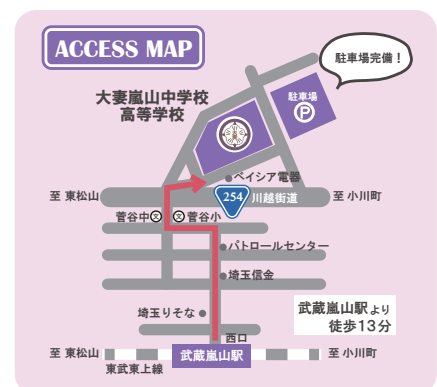 ACCESS MAP
駐車場完備！
大妻嵐山中学校
高等学校
駐車場
P
ベイシア電器
至 東松山
254
川越街道
至 小川町
菅谷中
文
文
菅谷小
パトロールセンター
埼玉信金
埼玉りそな
武蔵嵐山駅より
徒歩13分
西口
至 東松山
武蔵嵐山駅
至 小川町
東武東上線